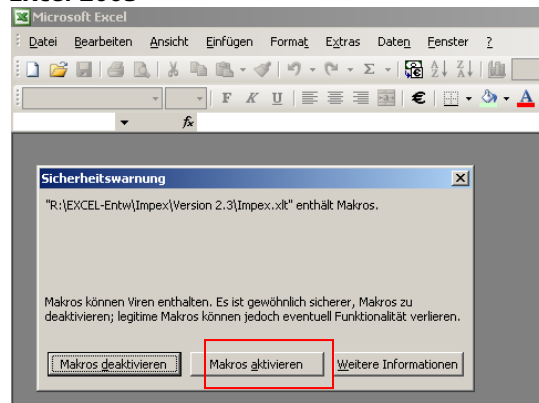 Excel 2003
Microsoft Excel
Datei Bearbeiten Ansicht Einfügen Format Extras Daten Fenster ?
F K U € A
fx
Sicherheitswarnung
"R:\EXCEL-Entw\Impex\Version 2.3\Impex.xlt" enthält Makros.
Makros können Viren enthalten. Es ist gewöhnlich sicherer, Makros zu
deaktivieren; legitime Makros können jedoch eventuell Funktionalität verlieren.
Makros deaktivieren Makros aktivieren Weitere Informationen